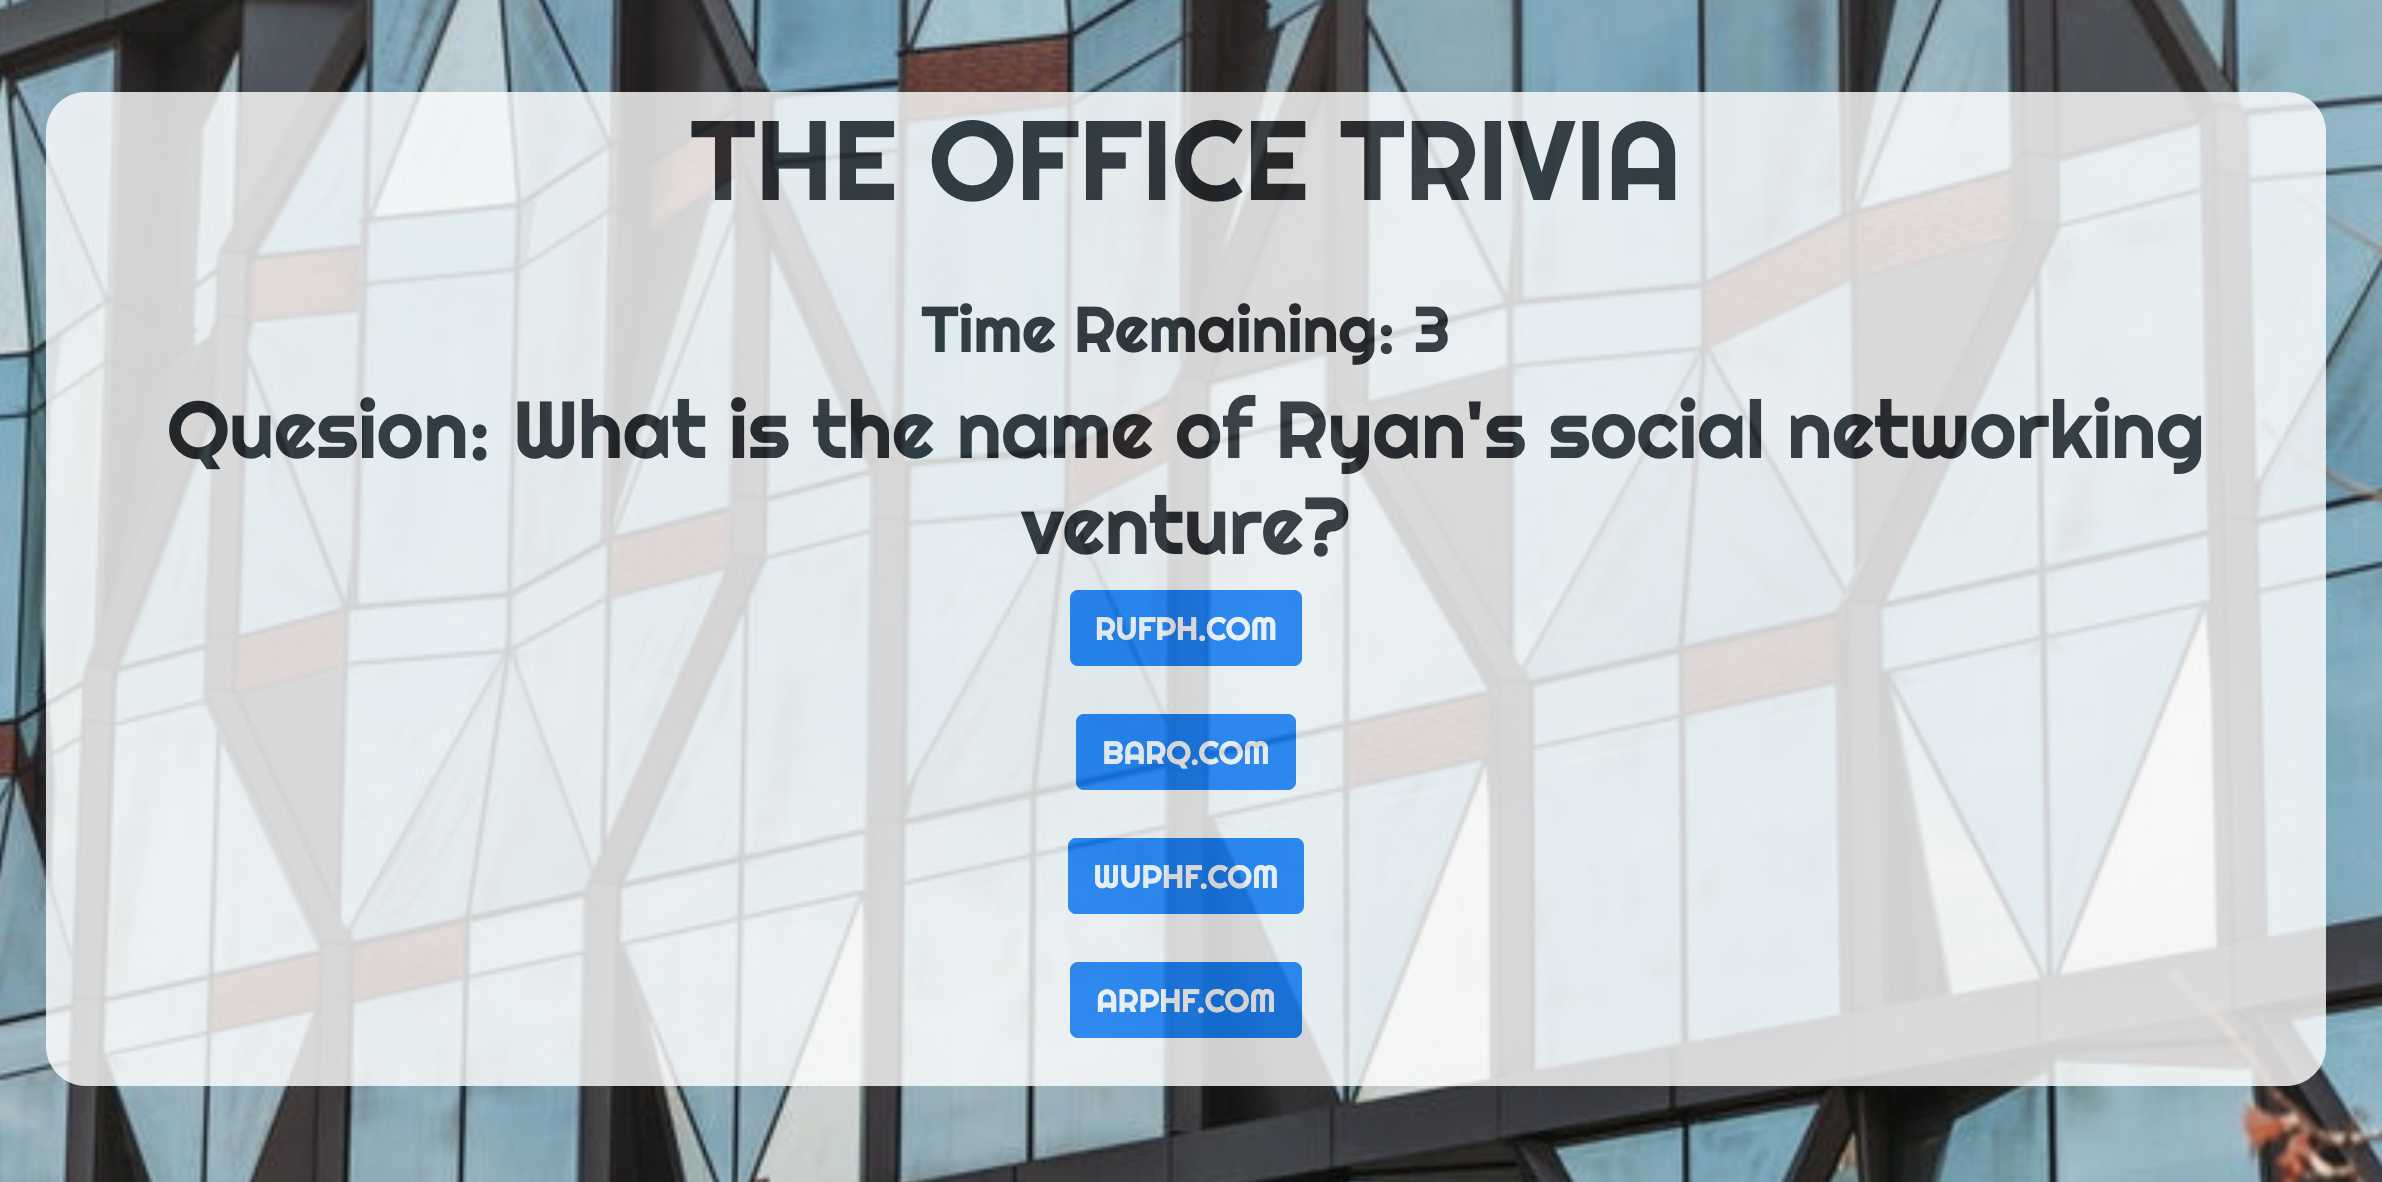 THE OFFICE TRIVIA
Time Remaining: 3
Quesion: What is the name of Ryan's social networking
venture?
RUFPH.COM
BARQ.COM
WUPHF.COM
ARPHF.COM